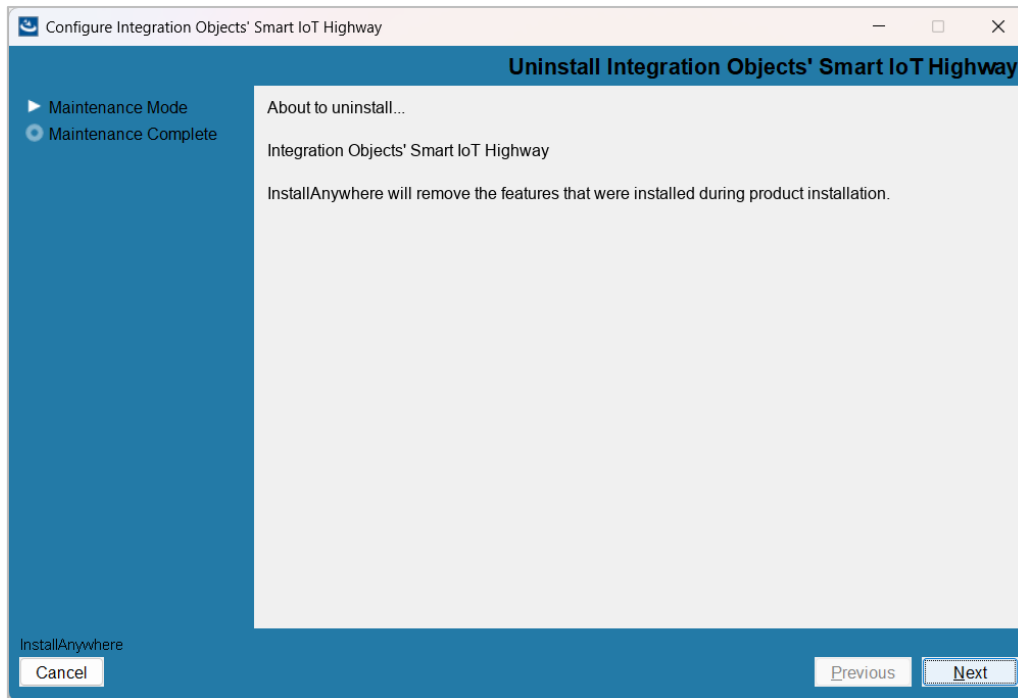 Configure Integration Objects' Smart IoT Highway
Uninstall Integration Objects' Smart IoT Highway
Maintenance Mode
Maintenance Complete
About to uninstall...
Integration Objects' Smart IoT Highway
InstallAnywhere will remove the features that were installed during product installation.
InstallAnywhere
Cancel
Previous
Next